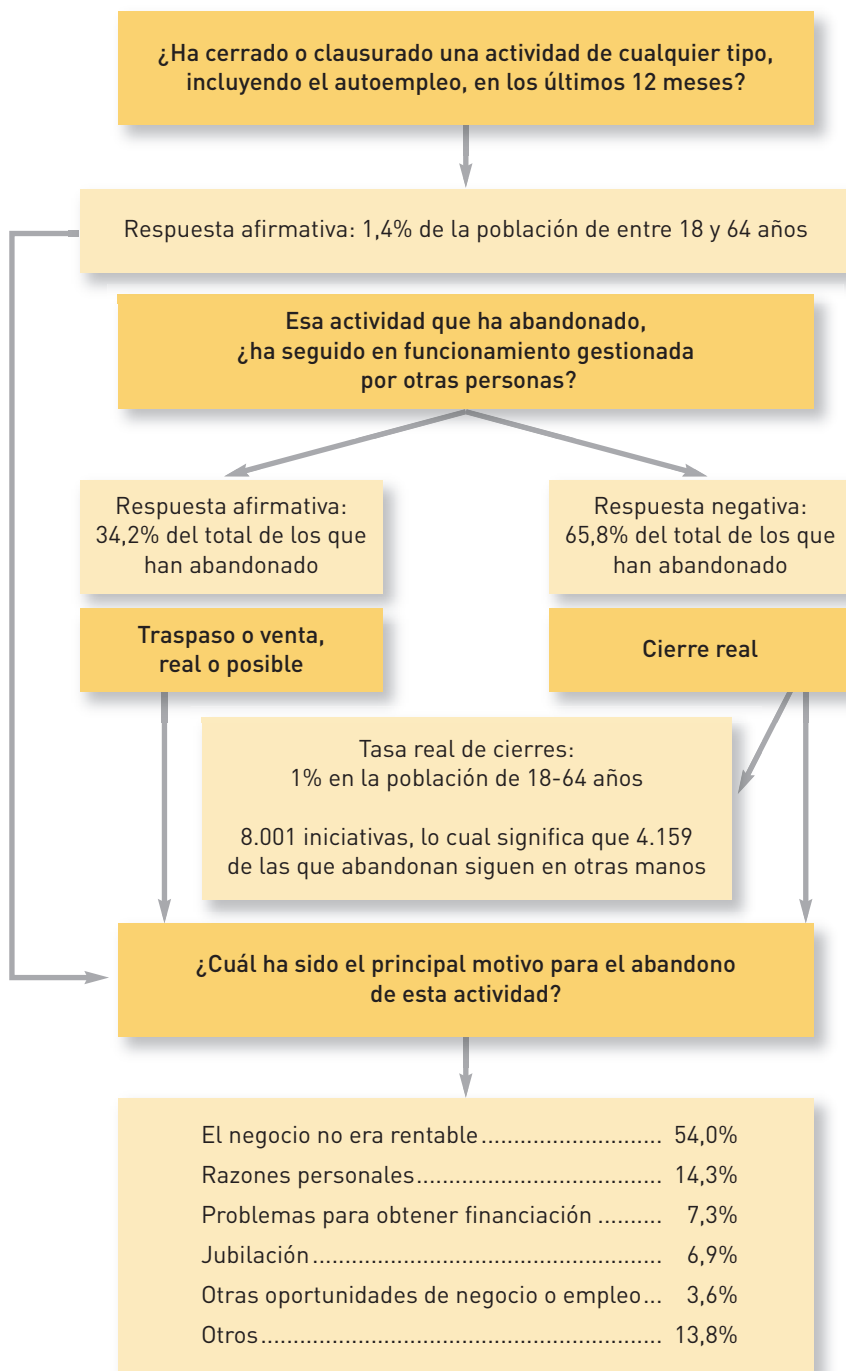 ¿Ha cerrado o clausurado una actividad de cualquier tipo,
incluyendo el autoempleo, en los últimos 12 meses?
Respuesta afirmativa: 1,4% de la población de entre 18 y 64 años
Esa actividad que ha abandonado,
¿ha seguido en funcionamiento gestionada
por otras personas?
Respuesta afirmativa:
34,2% del total de los que
han abandonado
Respuesta negativa:
65,8% del total de los que
han abandonado
Traspaso o venta,
real o posible
Cierre real
Tasa real de cierres:
1% en la población de 18-64 años
8.001 iniciativas, lo cual significa que 4.159
de las que abandonan siguen en otras manos
¿Cuál ha sido el principal motivo para el abandono
de esta actividad?
El negocio no era rentable............................ 54,0%
Razones personales...................................... 14,3%
Problemas para obtener financiación .......... 7,3%
Jubilación...................................................... 6,9%
Otras oportunidades de negocio o empleo... 3,6%
Otros.............................................................. 13,8%